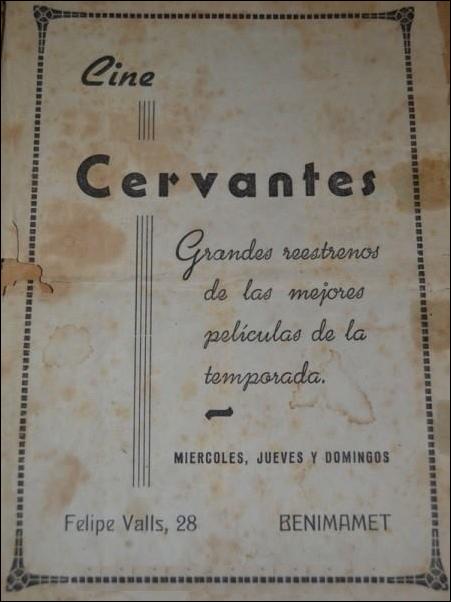 Cine
Cervantes
Grandes reestrenos
de las mejores
películas de la
temporada.
MIERCOLES, JUEVES Y DOMINGOS
Felipe Valls, 28 BENIMAMET